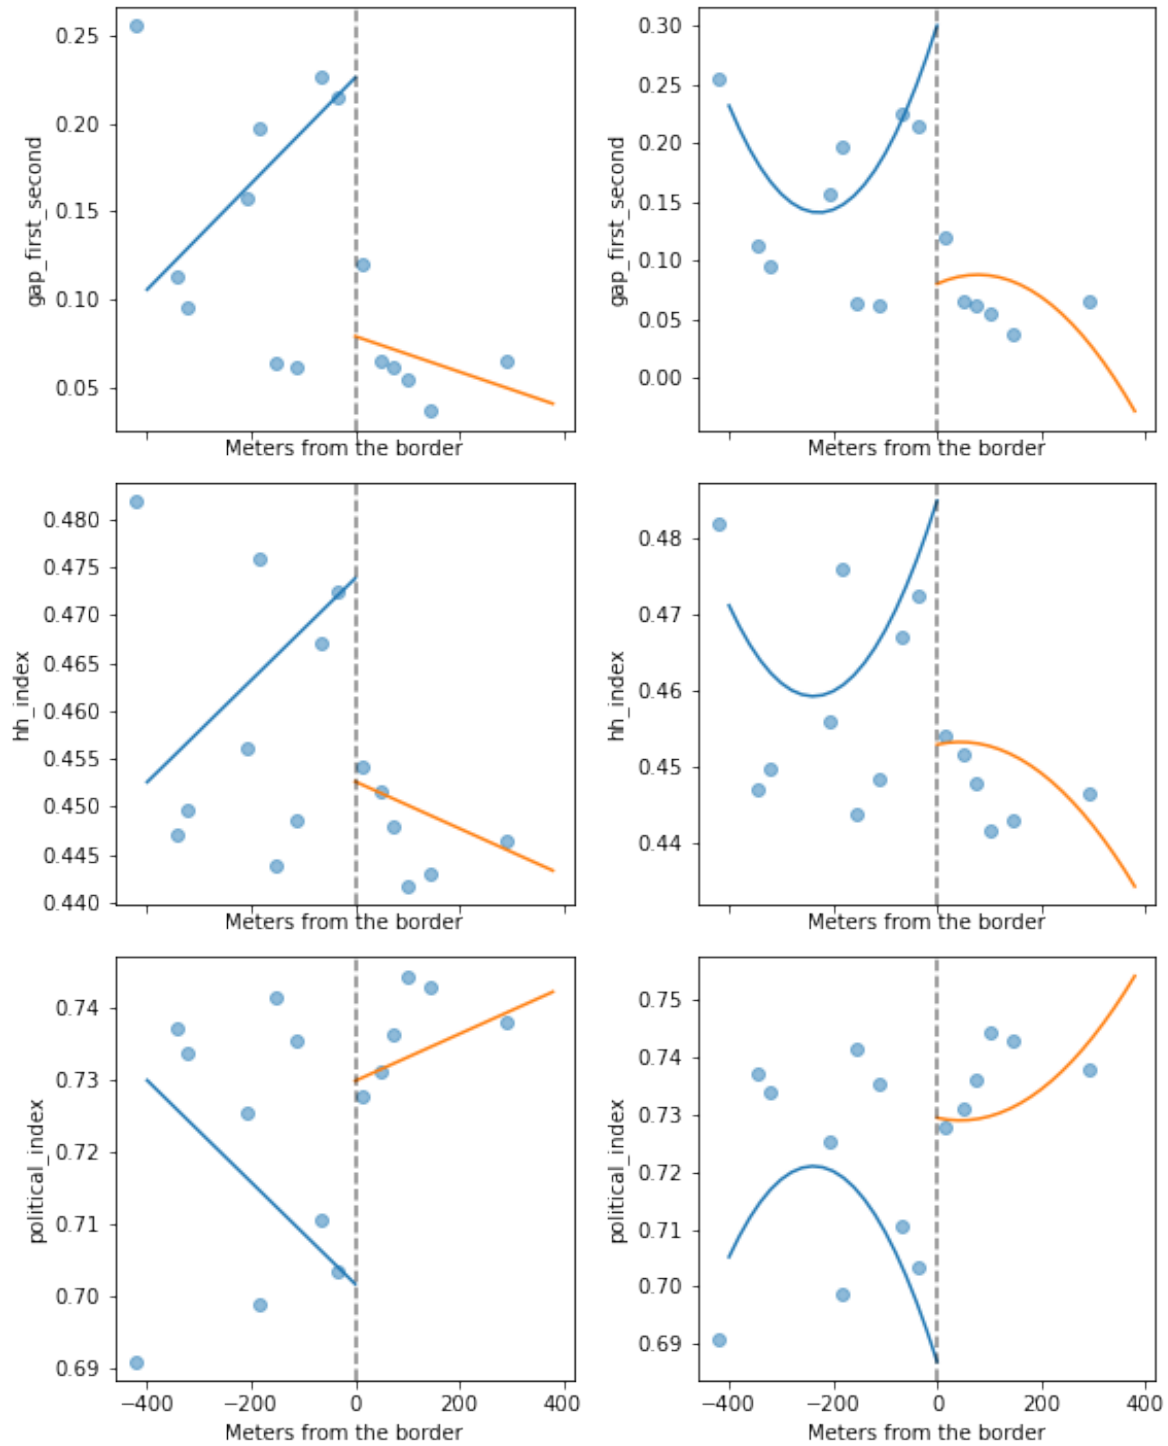 0.25
0.20
0.15
0.10
0.05
gap_first_second
Meters from the border
0.30
0.25
0.20
0.15
0.10
0.05
0.00
gap_first_second
Meters from the border
0.480
0.475
0.470
0.465
0.460
0.455
0.450
0.445
0.440
hh_index
Meters from the border
0.48
0.47
0.46
0.45
0.44
hh_index
Meters from the border
0.74
0.73
0.72
0.71
0.70
0.69
political_index
−400 −200 0 200 400
Meters from the border
0.75
0.74
0.73
0.72
0.71
0.70
0.69
political_index
−400 −200 0 200 400
Meters from the border